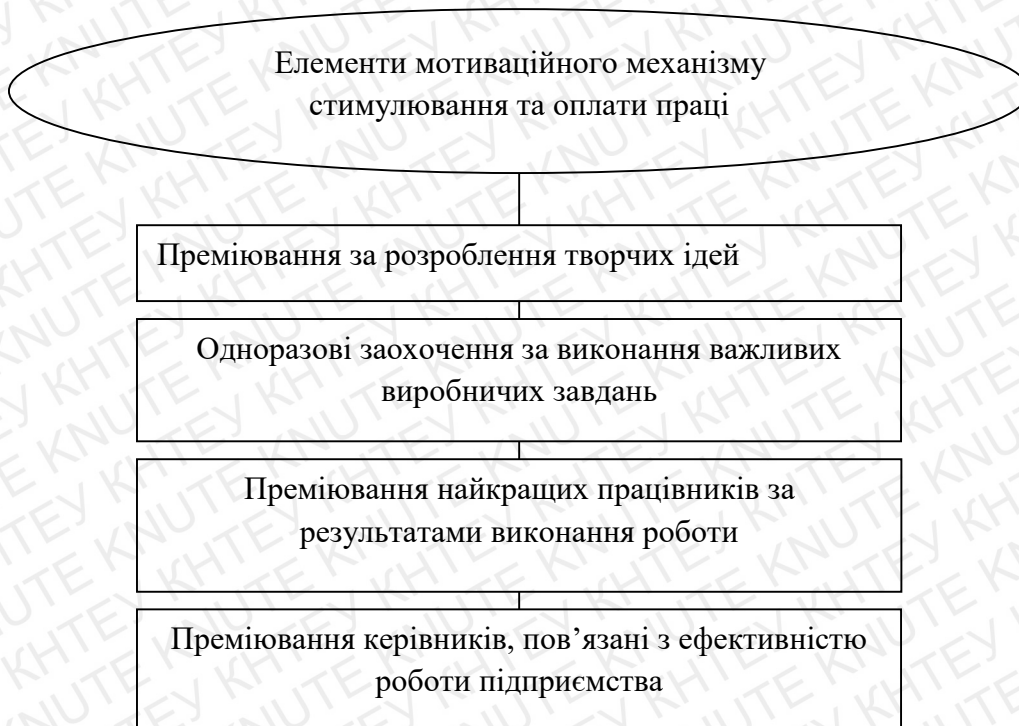 Елементи мотиваційного механізму
стимулювання та оплати праці
Преміювання за розроблення творчих ідей
Одноразові заохочення за виконання важливих
виробничих завдань
Преміювання найкращих працівників за
результатами виконання роботи
Преміювання керівників, пов’язані з ефективністю
роботи підприємства